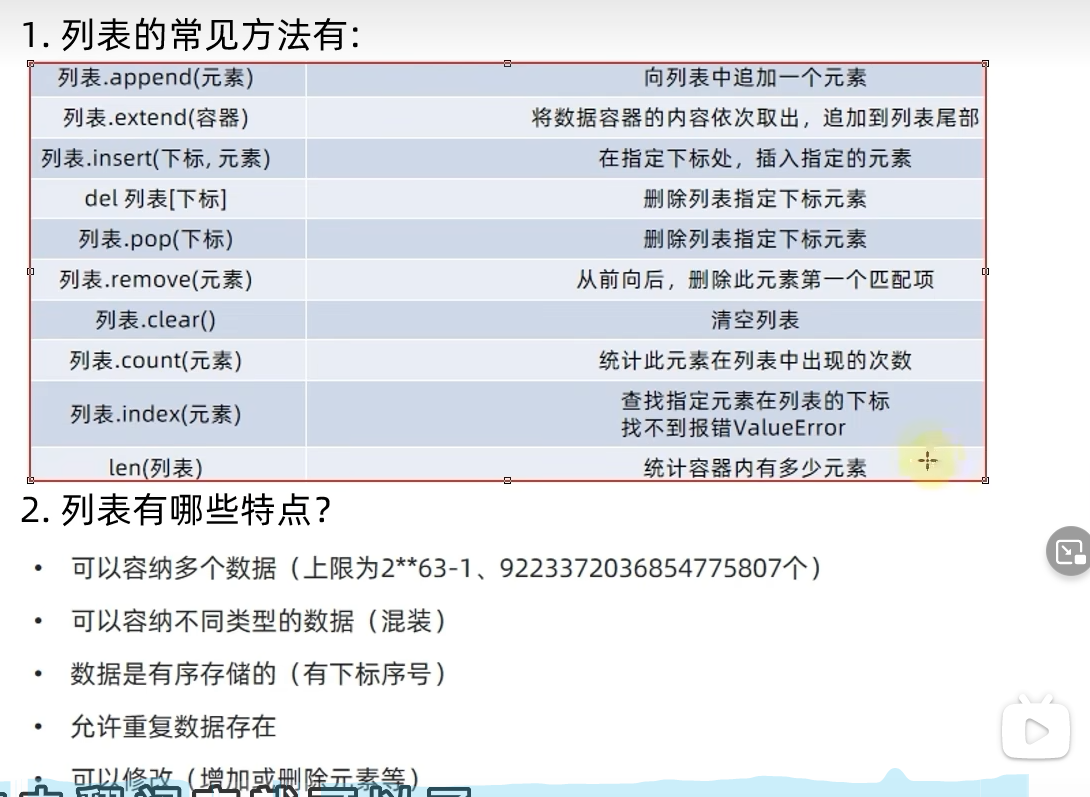 1. 列表的常见方法有:
列表.append(元素) 向列表中追加一个元素
列表.extend(容器) 将数据容器的内容依次取出，追加到列表尾部
列表.insert(下标, 元素) 在指定下标处，插入指定的元素
del 列表[下标] 删除列表指定下标元素
列表.pop(下标) 删除列表指定下标元素
列表.remove(元素) 从前向后，删除此元素第一个匹配项
列表.clear() 清空列表
列表.count(元素) 统计此元素在列表中出现的次数
列表.index(元素) 查找指定元素在列表的下标
找不到报错ValueError
len(列表) 统计容器内有多少元素
2. 列表有哪些特点?
• 可以容纳多个数据（上限为2**63-1、9223372036854775807个）
• 可以容纳不同类型的数据（混装）
• 数据是有序存储的（有下标序号）
• 允许重复数据存在
• 可以修改（增加或删除元素等）